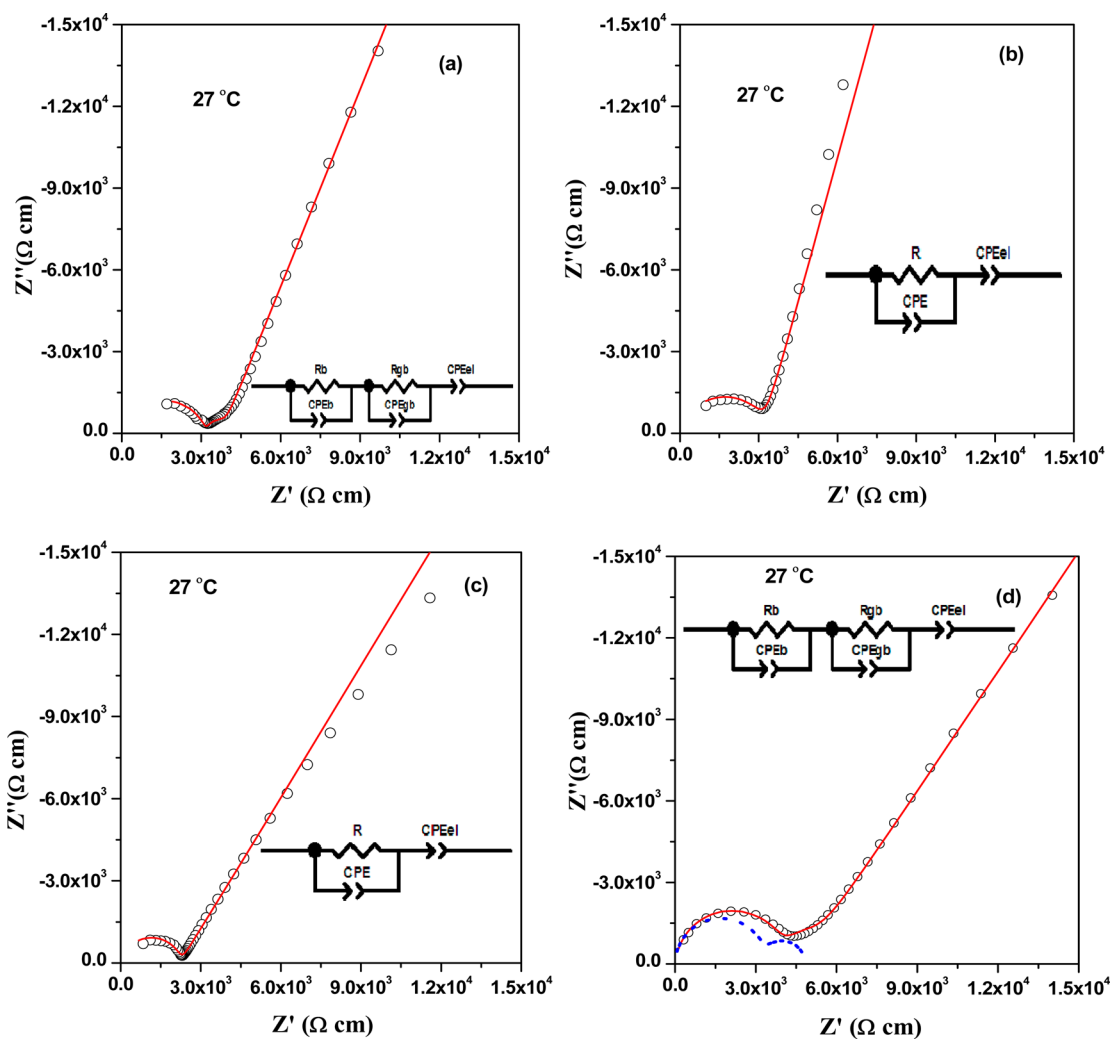 -1.5x10⁴
(a)
27 °C
-1.2x10⁴
-9.0x10³
Z''(Ω cm)
-6.0x10³
-3.0x10³
Rb Rgb CPEel
CPEb CPEgb
0.0
0.0 3.0x10³ 6.0x10³ 9.0x10³ 1.2x10⁴ 1.5x10⁴
Z' (Ω cm)
-1.5x10⁴
(b)
27 °C
-1.2x10⁴
-9.0x10³
Z''(Ω cm)
R CPEel
-6.0x10³
CPE
-3.0x10³
0.0
0.0 3.0x10³ 6.0x10³ 9.0x10³ 1.2x10⁴ 1.5x10⁴
Z' (Ω cm)
-1.5x10⁴
27 °C (c)
-1.2x10⁴
-9.0x10³
Z''(Ω cm)
-6.0x10³
R CPEel
CPE
-3.0x10³
0.0
0.0 3.0x10³ 6.0x10³ 9.0x10³ 1.2x10⁴ 1.5x10⁴
Z' (Ω cm)
-1.5x10⁴
27 °C (d)
Rb Rgb CPEel
-1.2x10⁴
CPEb CPEgb
-9.0x10³
Z''(Ω cm)
-6.0x10³
-3.0x10³
0.0
0.0 3.0x10³ 6.0x10³ 9.0x10³ 1.2x10⁴ 1.5x10⁴
Z' (Ω cm)